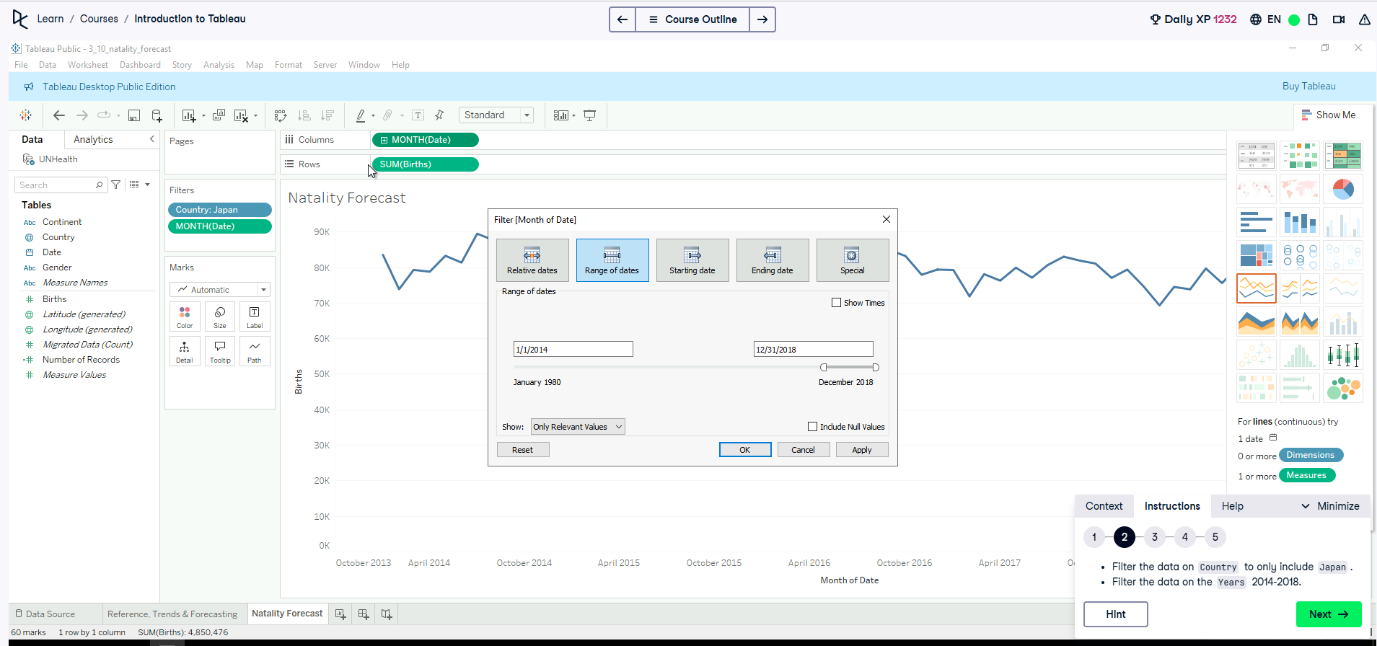 Learn / Courses / Introduction to Tableau
Course Outline
Daily XP 1232
EN
Tableau Public - 3_10_natality_forecast
File Data Worksheet Dashboard Story Analysis Map Format Server Window Help
Tableau Desktop Public Edition
Buy Tableau
Standard
Show Me
Data
Analytics
UNHealth
Search
Tables
Abc Continent
Country
Date
Abc Gender
Abc Measure Names
Births
Latitude (generated)
Longitude (generated)
Migrated Data (Count)
Number of Records
Measure Values
Pages
Filters
Country: Japan
MONTH(Date)
Marks
Automatic
Color
Size
Label
Detail
Tooltip
Path
Columns
MONTH(Date)
Rows
SUM(Births)
Natality Forecast
90K
80K
70K
60K
50K
40K
30K
20K
10K
0K
Births
October 2013
April 2014
October 2014
April 2015
October 2015
April 2016
October 2016
April 2017
Month of Date
Filter [Month of Date]
Relative dates
Range of dates
Starting date
Ending date
Special
Range of dates
Show Times
1/1/2014
12/31/2018
January 1980
December 2018
Show:
Only Relevant Values
Include Null Values
Reset
OK
Cancel
Apply
For lines (continuous) try
1 date
0 or more Dimensions
1 or more Measures
Context
Instructions
Help
Minimize
1
2
3
4
5
• Filter the data on Country to only include Japan .
• Filter the data on the Years 2014-2018.
Hint
Next
Data Source
Reference, Trends & Forecasting
Natality Forecast
60 marks
1 row by 1 column
SUM(Births): 4,850,476